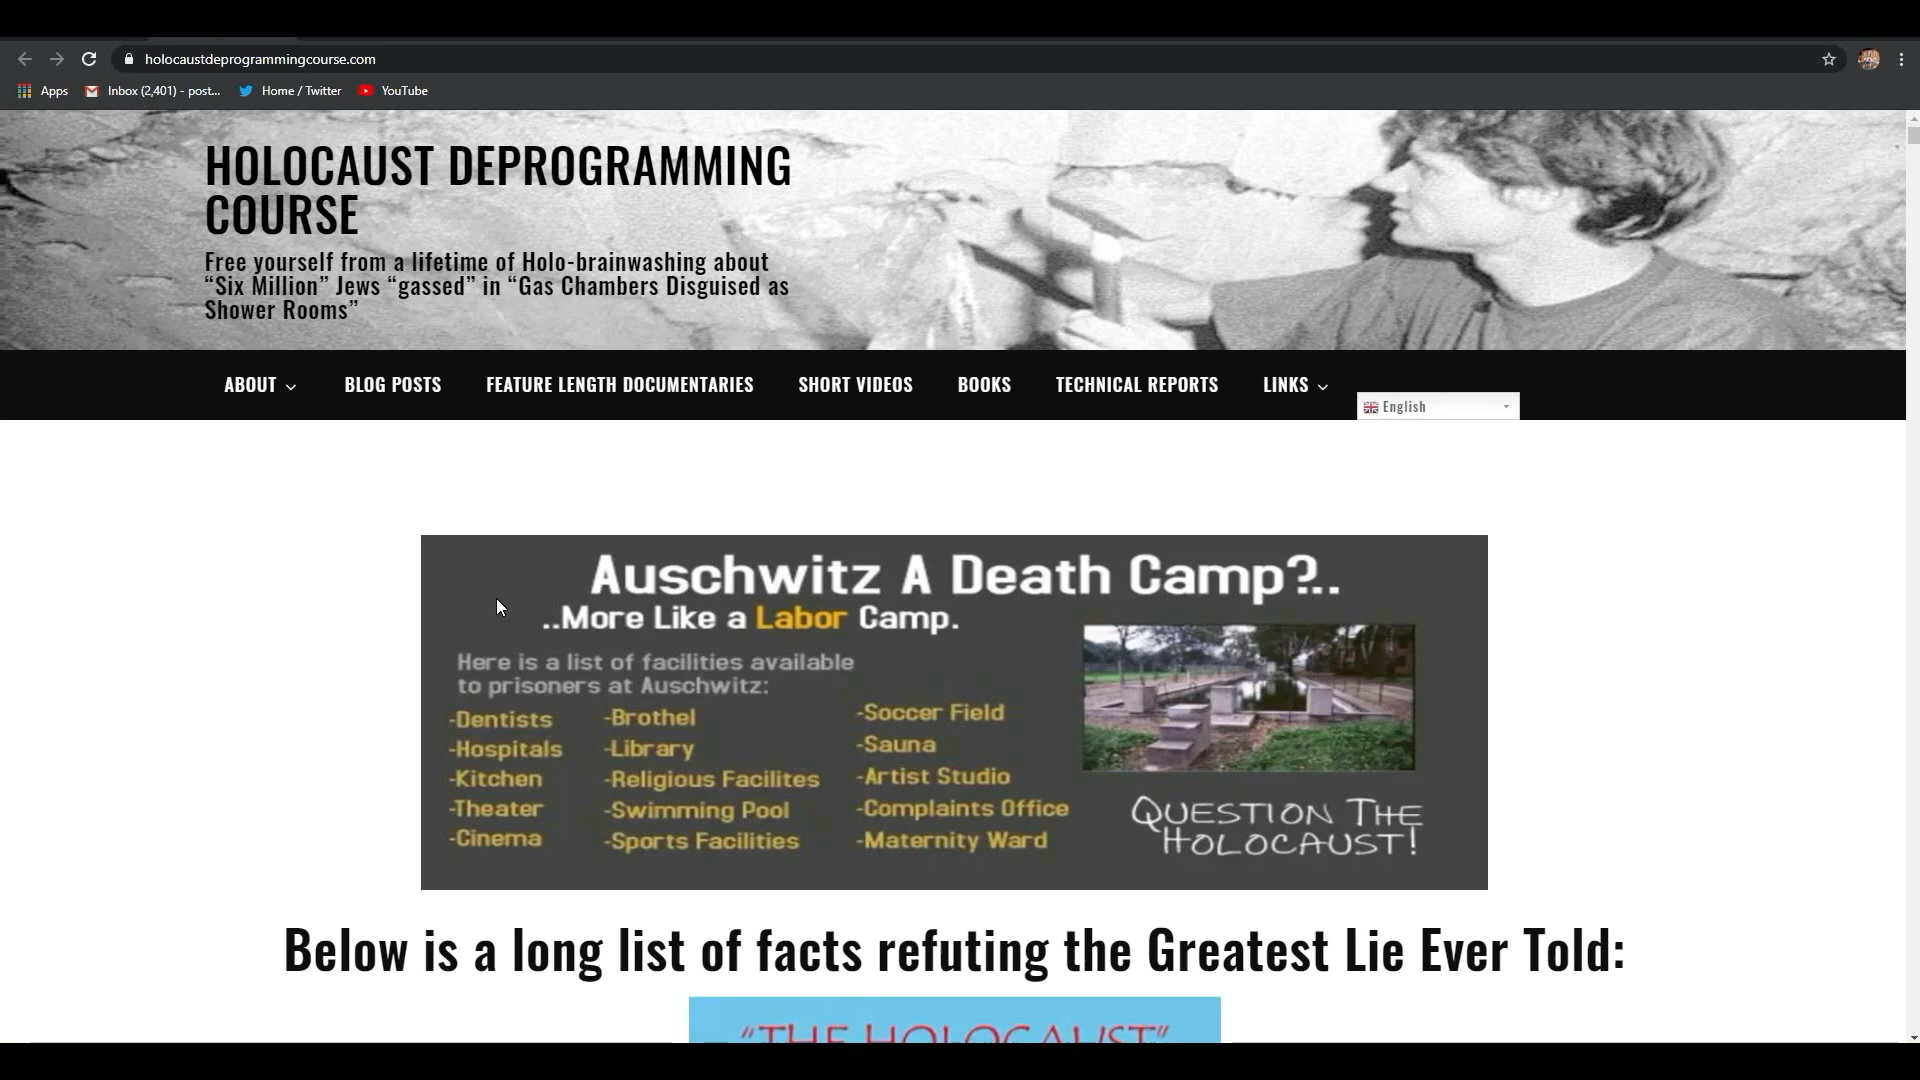 holocaustdeprogrammingcourse.com
Apps
Inbox (2,401) - post...
Home / Twitter
YouTube
HOLOCAUST DEPROGRAMMING
COURSE
Free yourself from a lifetime of Holo-brainwashing about
“Six Million” Jews “gassed” in “Gas Chambers Disguised as
Shower Rooms”
ABOUT
BLOG POSTS
FEATURE LENGTH DOCUMENTARIES
SHORT VIDEOS
BOOKS
TECHNICAL REPORTS
LINKS
English
Auschwitz A Death Camp?..
..More Like a Labor Camp.
Here is a list of facilities available
to prisoners at Auschwitz:
-Dentists
-Hospitals
-Kitchen
-Theater
-Cinema
-Brothel
-Library
-Religious Facilites
-Swimming Pool
-Sports Facilities
-Soccer Field
-Sauna
-Artist Studio
-Complaints Office
-Maternity Ward
QUESTION THE
HOLOCAUST!
Below is a long list of facts refuting the Greatest Lie Ever Told:
“THE HOLOCAUST”